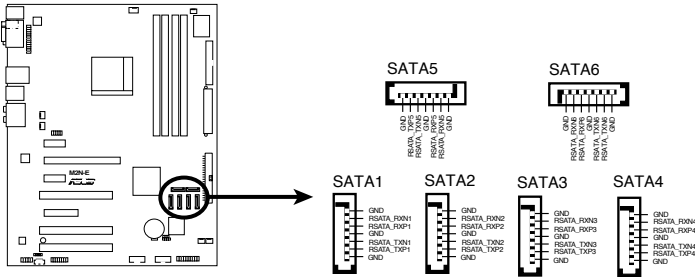 SATA5
SATA6
GND
RSATA_TXP5
RSATA_TXN5
GND
RSATA_RXP5
RSATA_RXN5
GND
GND
RSATA_RXN6
RSATA_RXP6
GND
RSATA_TXN6
RSATA_TXP6
GND
M2N-E
ASUS
SATA1
SATA2
SATA3
SATA4
GND
RSATA_RXN1
RSATA_RXP1
GND
RSATA_TXN1
RSATA_TXP1
GND
GND
RSATA_RXN2
RSATA_RXP2
GND
RSATA_TXN2
RSATA_TXP2
GND
GND
RSATA_RXN3
RSATA_RXP3
GND
RSATA_TXN3
RSATA_TXP3
GND
GND
RSATA_RXN4
RSATA_RXP4
GND
RSATA_TXN4
RSATA_TXP4
GND